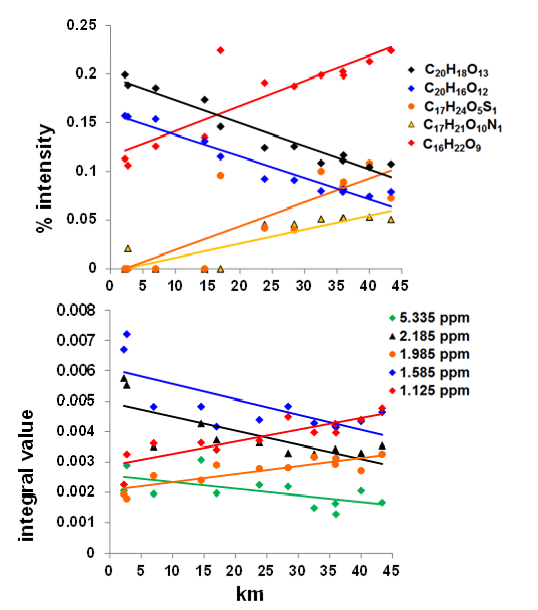 0.25
0.2
0.15
0.1
0.05
0
% intensity
0 5 10 15 20 25 30 35 40 45
C₂₀H₁₈O₁₃
C₂₀H₁₆O₁₂
C₁₇H₂₄O₅S₁
C₁₇H₂₁O₁₀N₁
C₁₆H₂₂O₉
0.008
0.007
0.006
0.005
0.004
0.003
0.002
0.001
0
integral value
0 5 10 15 20 25 30 35 40 45
km
5.335 ppm
2.185 ppm
1.985 ppm
1.585 ppm
1.125 ppm